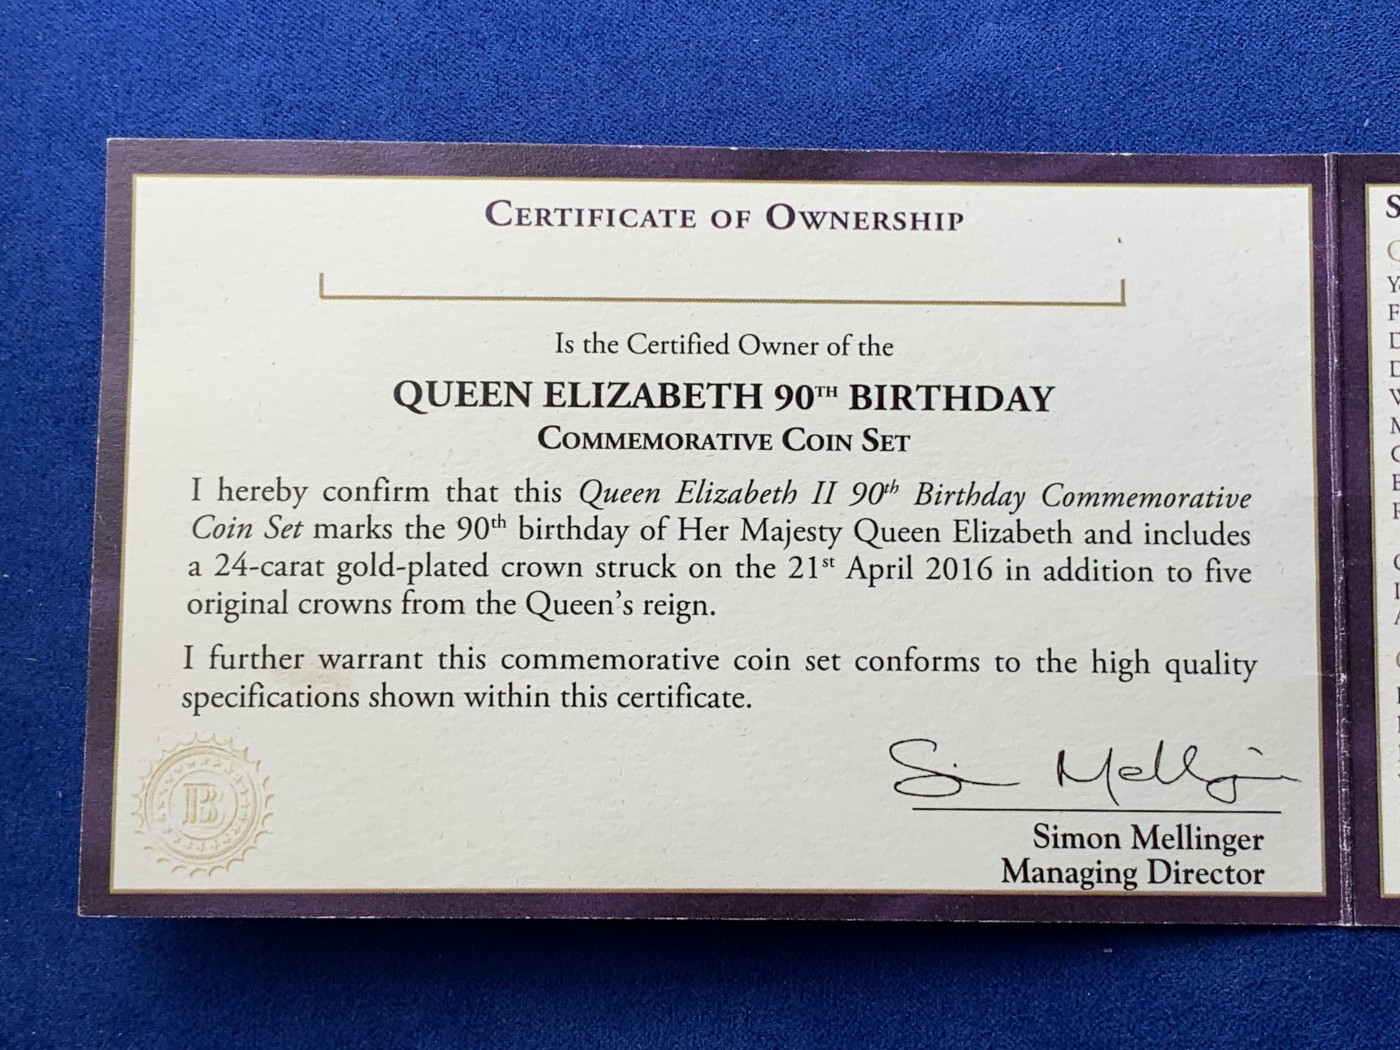 CERTIFICATE OF OWNERSHIP
Is the Certified Owner of the
QUEEN ELIZABETH 90TH BIRTHDAY
COMMEMORATIVE COIN SET
I hereby confirm that this Queen Elizabeth II 90th Birthday Commemorative
Coin Set marks the 90th birthday of Her Majesty Queen Elizabeth and includes
a 24-carat gold-plated crown struck on the 21st April 2016 in addition to five
original crowns from the Queen's reign.
I further warrant this commemorative coin set conforms to the high quality
specifications shown within this certificate.
B
Simon Mellinger
Simon Mellinger
Managing Director